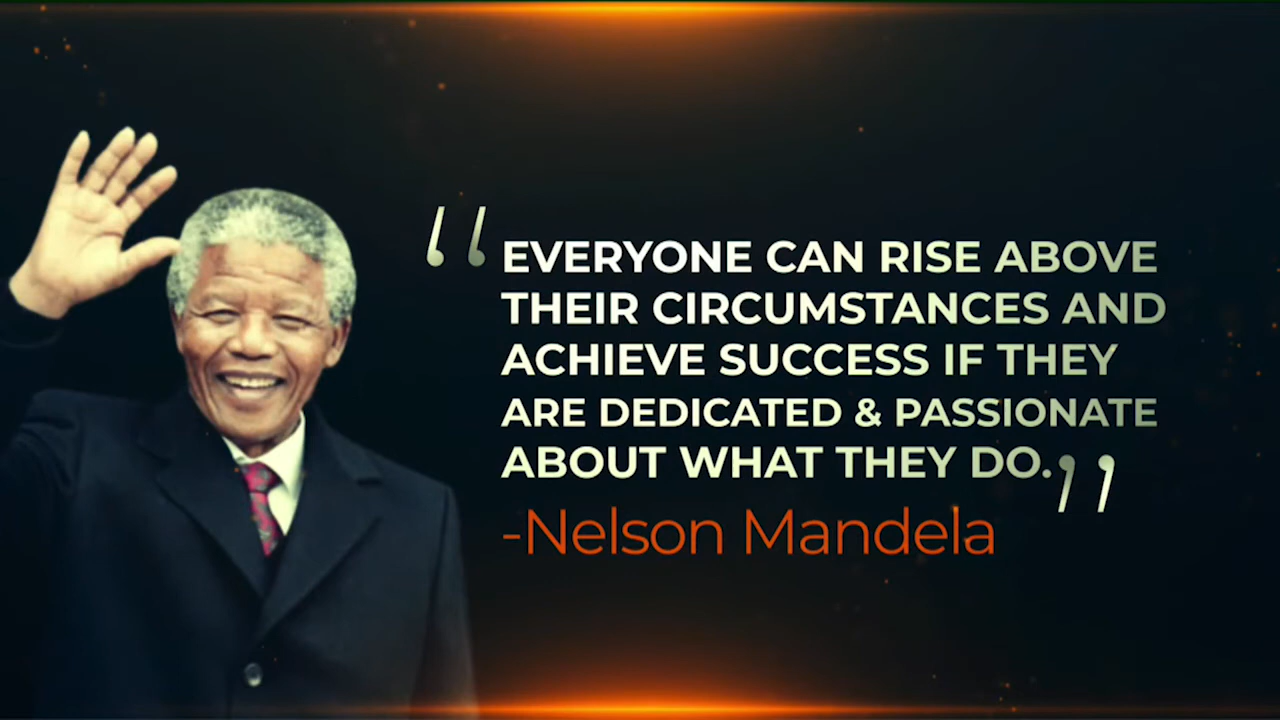 “EVERYONE CAN RISE ABOVE
THEIR CIRCUMSTANCES AND
ACHIEVE SUCCESS IF THEY
ARE DEDICATED & PASSIONATE
ABOUT WHAT THEY DO.”
-Nelson Mandela